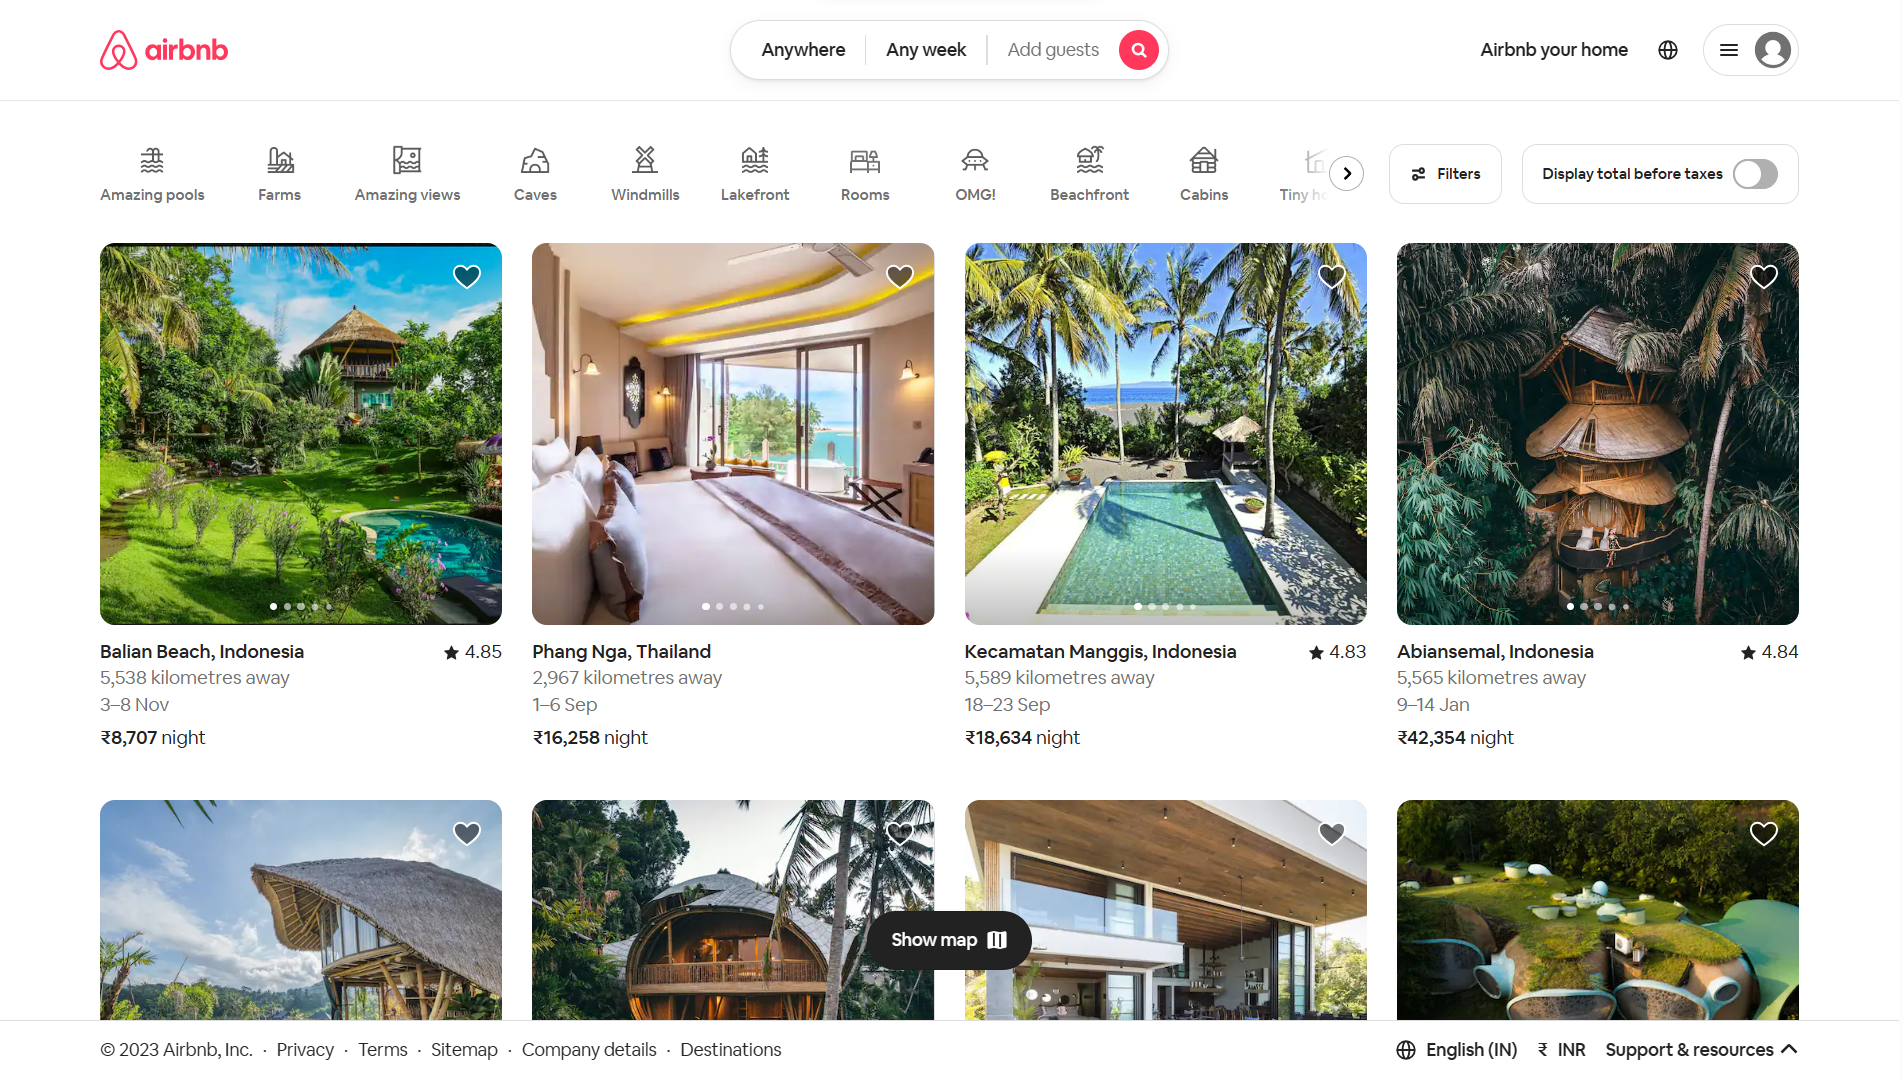 airbnb
Anywhere
Any week
Add guests
Airbnb your home
Amazing pools
Farms
Amazing views
Caves
Windmills
Lakefront
Rooms
OMG!
Beachfront
Cabins
Tiny
Filters
Display total before taxes
Balian Beach, Indonesia
4.85
5,538 kilometres away
3–8 Nov
₹8,707 night
Phang Nga, Thailand
2,967 kilometres away
1–6 Sep
₹16,258 night
Kecamatan Manggis, Indonesia
4.83
5,589 kilometres away
18–23 Sep
₹18,634 night
Abiansemal, Indonesia
4.84
5,565 kilometres away
9–14 Jan
₹42,354 night
Show map
© 2023 Airbnb, Inc. · Privacy · Terms · Sitemap · Company details · Destinations
English (IN) ₹ INR Support & resources